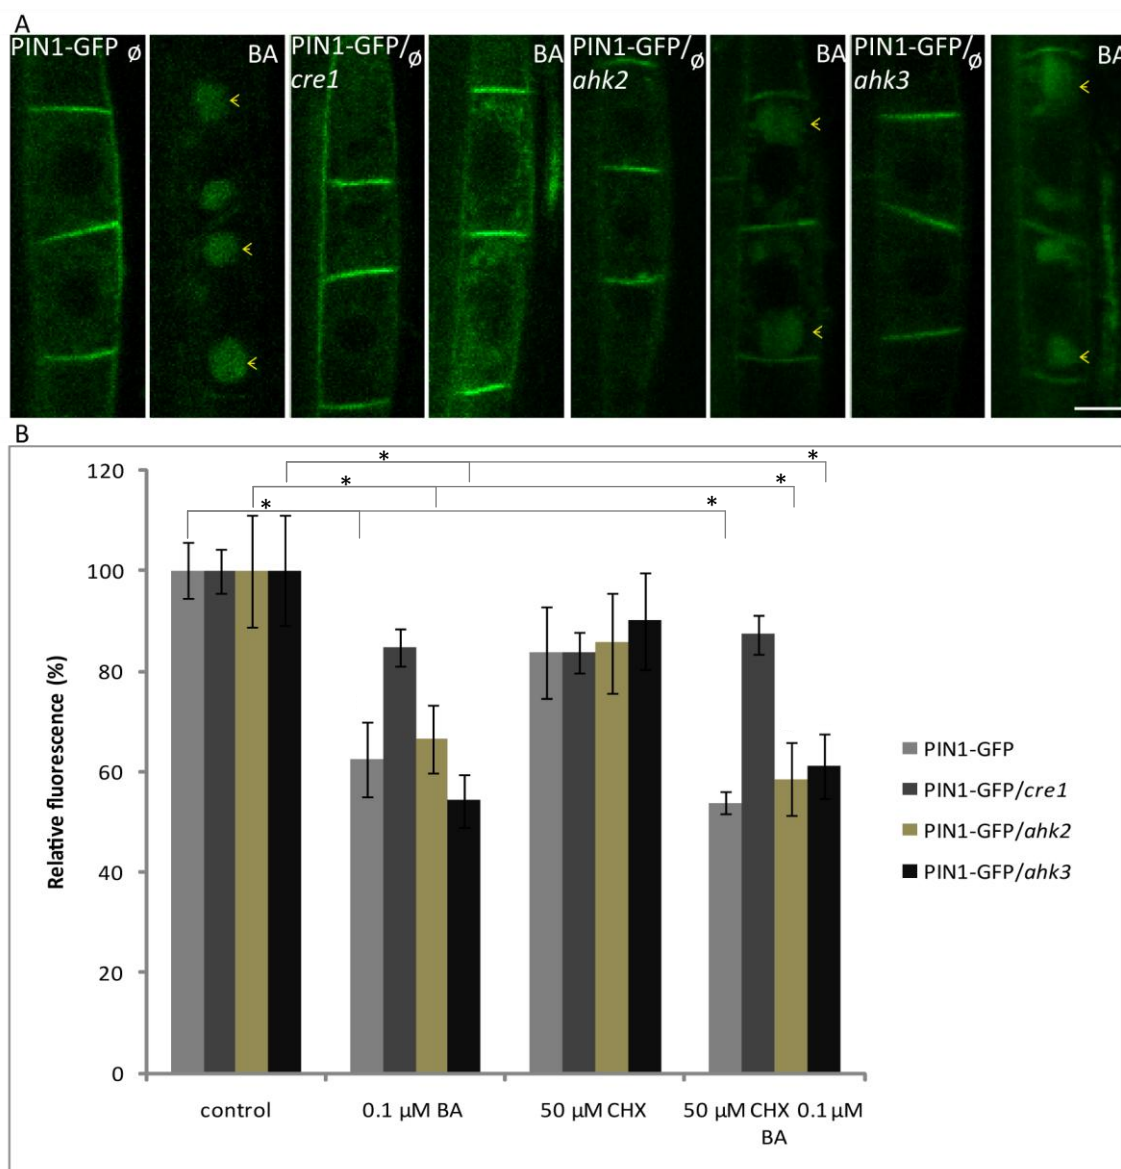 A
PIN1-GFP ø
BA
PIN1-GFP/ø
cre1
BA
PIN1-GFP/ø
ahk2
BA
PIN1-GFP/ø
ahk3
BA
B
120
100
80
60
40
20
0
Relative fluorescence (%)
* *
* *
* *
control
0.1 µM BA
50 µM CHX
50 µM CHX 0.1 µM
BA
PIN1-GFP
PIN1-GFP/cre1
PIN1-GFP/ahk2
PIN1-GFP/ahk3